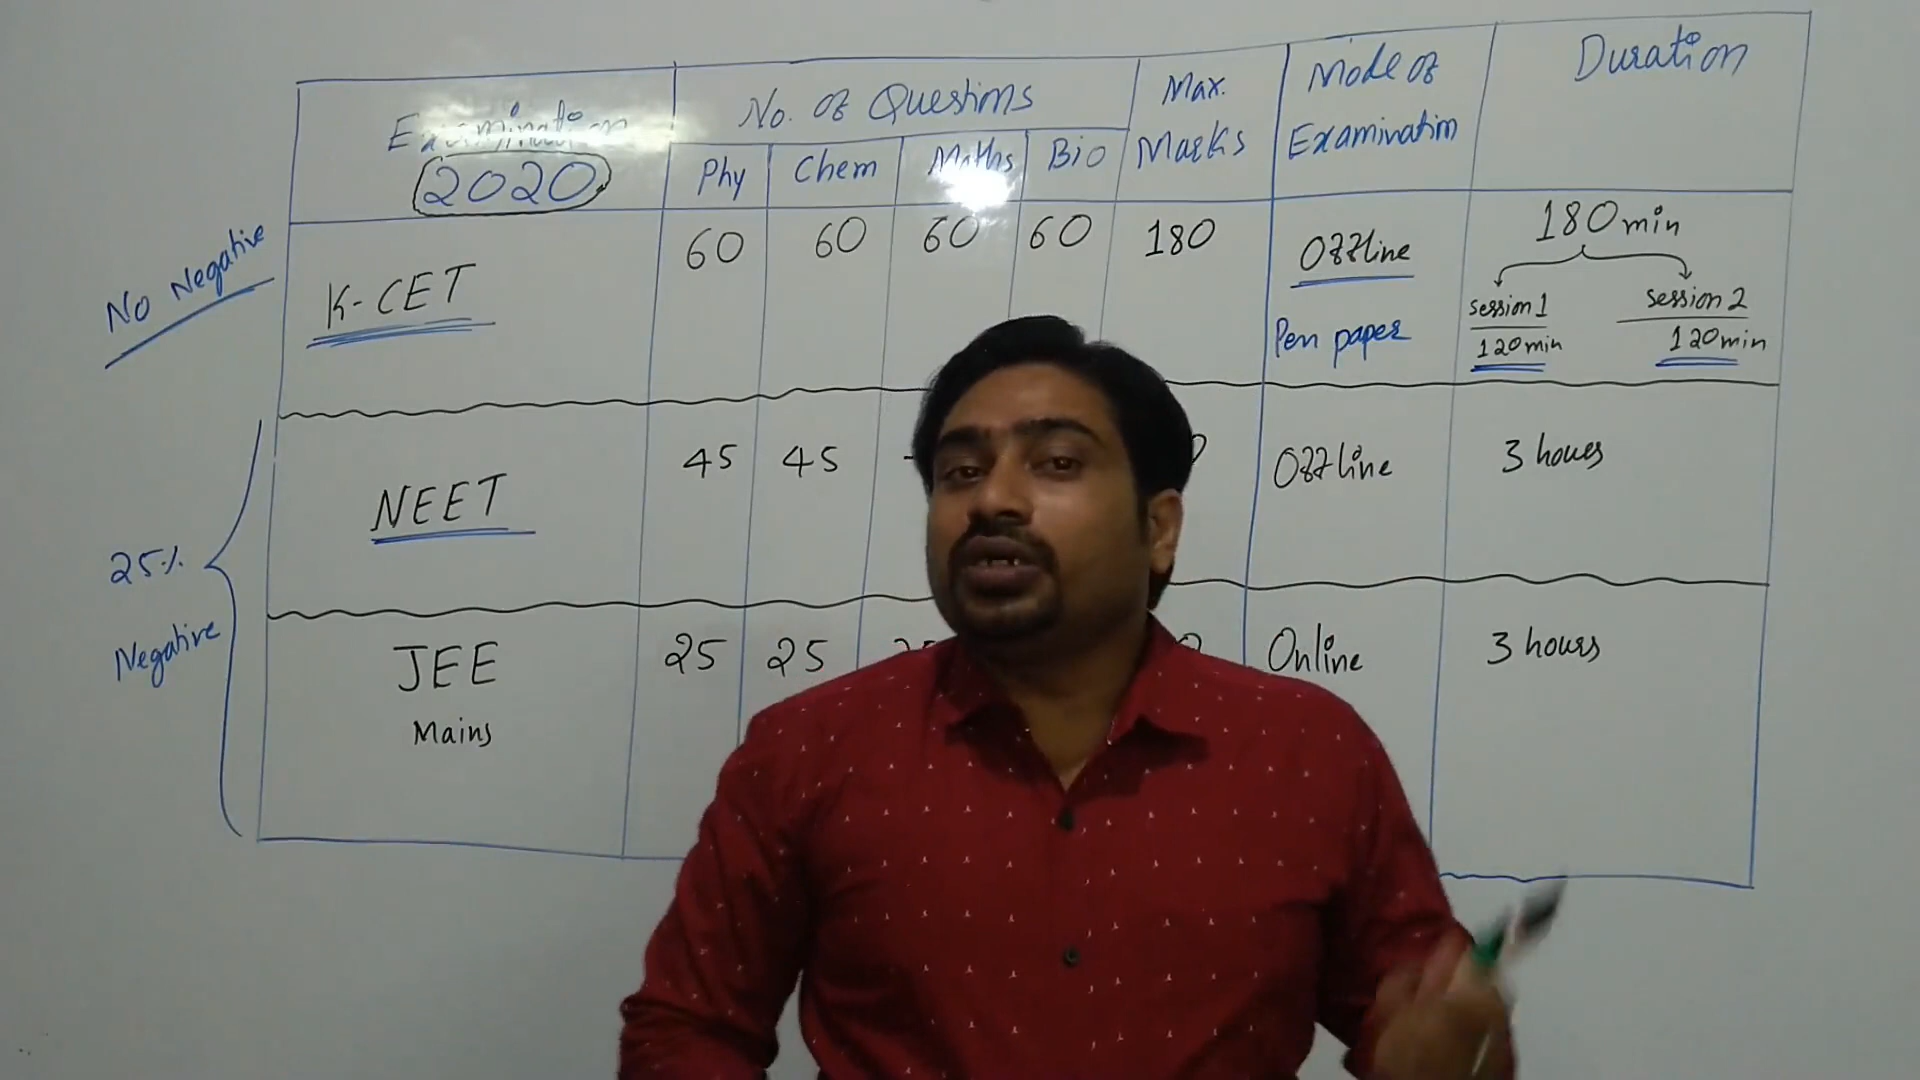 Examination
2020
No. of Questions
Phy
Chem
Maths
Bio
Max.
Marks
Mode of
Examination
Duration
No Negative
K-CET
60
60
60
60
180
Offline
Pen paper
180 min
session 1
120 min
session 2
120 min
25%
Negative
NEET
45
45
Offline
3 hours
JEE
Mains
25
25
Online
3 hours